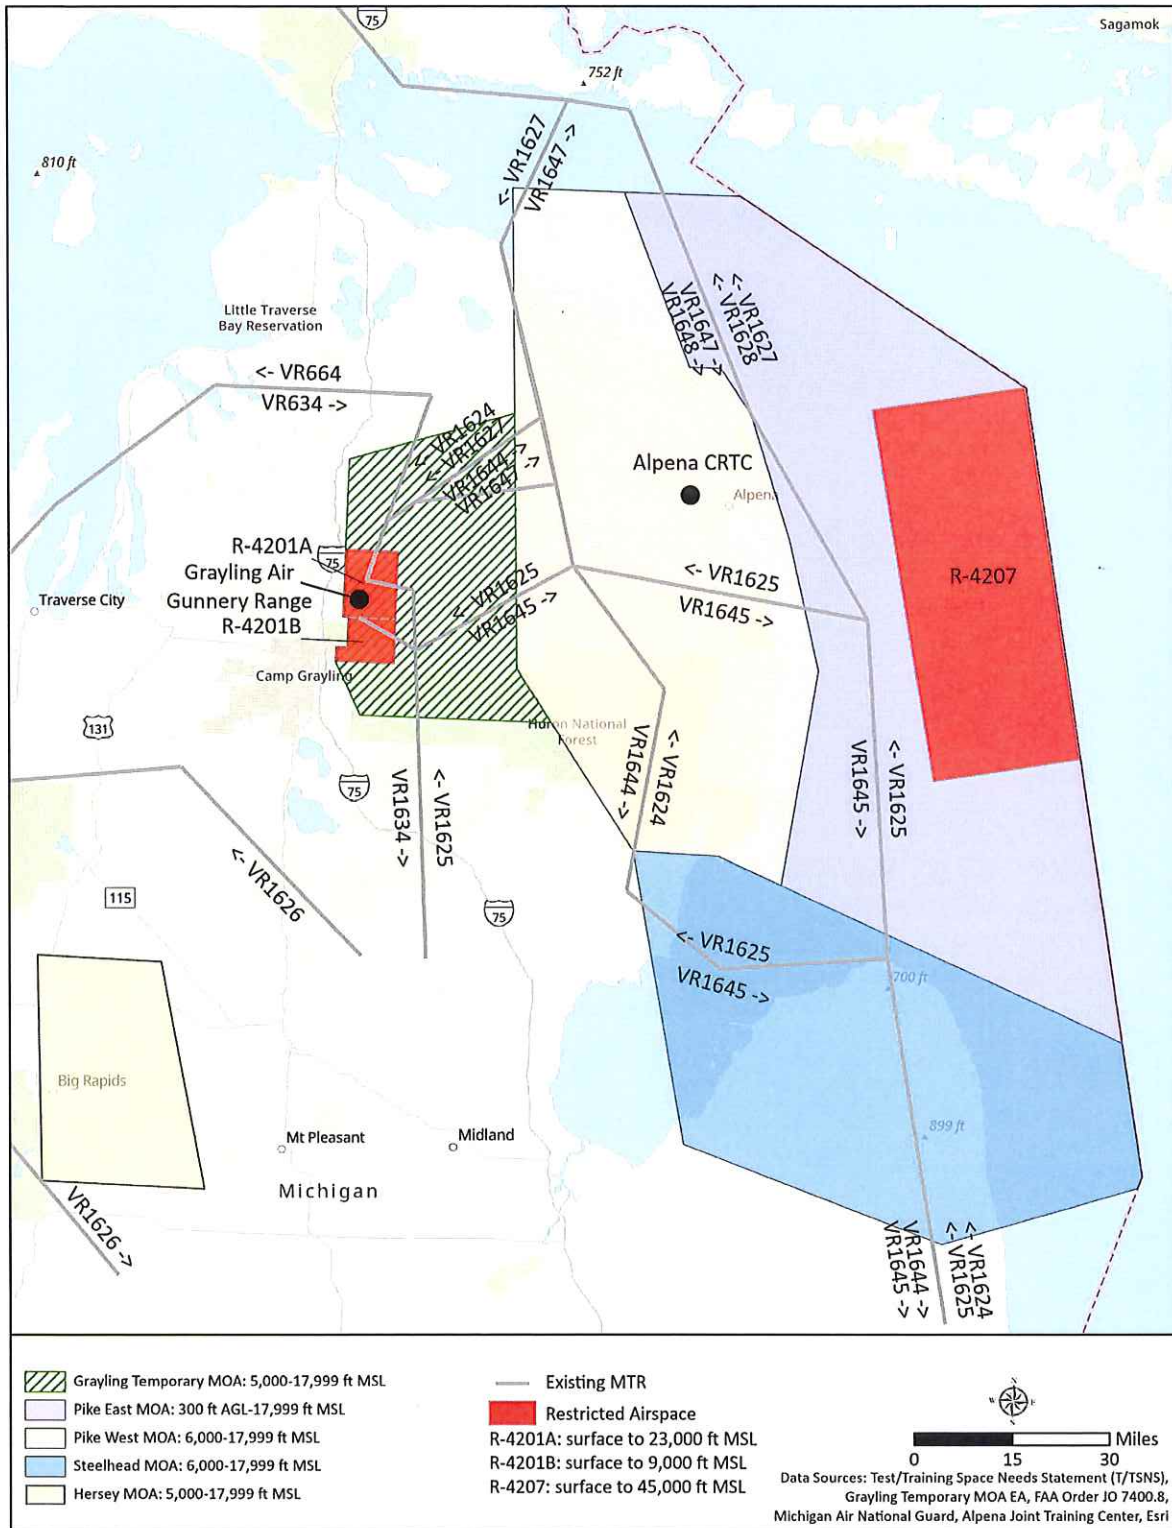 75
Sagamok
752 ft
810 ft
<- VR1627
VR1647 ->
Little Traverse
Bay Reservation
<- VR1627
<- VR1628
VR1647 ->
VR1648 ->
<- VR664
VR634 ->
<- VR1624
<- VR1627
VR1644 ->
VR1647 ->
Alpena CRTC
Alpena
R-4201A
75
Grayling Air
Gunnery Range
R-4201B
<- VR1625
VR1645 ->
<- VR1625
VR1645 ->
R-4207
Traverse City
Camp Grayling
131
Huron National
Forest
75
VR1634 ->
<- VR1625
VR1644 ->
<- VR1624
VR1645 ->
<- VR1625
<- VR1626
115
75
<- VR1625
VR1645 ->
700 ft
Big Rapids
899 ft
Mt Pleasant
Midland
Michigan
VR1626 ->
<- VR1624
<- VR1625
VR1644 ->
VR1645 ->
Grayling Temporary MOA: 5,000-17,999 ft MSL
Pike East MOA: 300 ft AGL-17,999 ft MSL
Pike West MOA: 6,000-17,999 ft MSL
Steelhead MOA: 6,000-17,999 ft MSL
Hersey MOA: 5,000-17,999 ft MSL
Existing MTR
Restricted Airspace
R-4201A: surface to 23,000 ft MSL
R-4201B: surface to 9,000 ft MSL
R-4207: surface to 45,000 ft MSL
N
W E
S
Miles
0 15 30
Data Sources: Test/Training Space Needs Statement (T/TSNS),
Grayling Temporary MOA EA, FAA Order JO 7400.8,
Michigan Air National Guard, Alpena Joint Training Center, Esri